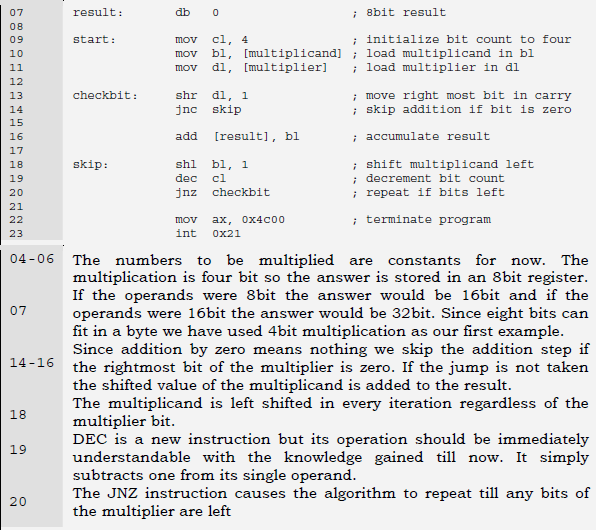 07 result: db 0 ; 8bit result
08
09 start: mov cl, 4 ; initialize bit count to four
10 mov bl, [multiplicand] ; load multiplicand in bl
11 mov dl, [multiplier] ; load multiplier in dl
12
13 checkbit: shr dl, 1 ; move right most bit in carry
14 jnc skip ; skip addition if bit is zero
15
16 add [result], bl ; accumulate result
17
18 skip: shl bl, 1 ; shift multiplicand left
19 dec cl ; decrement bit count
20 jnz checkbit ; repeat if bits left
21
22 mov ax, 0x4c00 ; terminate program
23 int 0x21
04-06 The numbers to be multiplied are constants for now. The
multiplication is four bit so the answer is stored in an 8bit register.
If the operands were 8bit the answer would be 16bit and if the
07 operands were 16bit the answer would be 32bit. Since eight bits can
fit in a byte we have used 4bit multiplication as our first example.
Since addition by zero means nothing we skip the addition step if
14-16 the rightmost bit of the multiplier is zero. If the jump is not taken
the shifted value of the multiplicand is added to the result.
The multiplicand is left shifted in every iteration regardless of the
18 multiplier bit.
DEC is a new instruction but its operation should be immediately
19 understandable with the knowledge gained till now. It simply
subtracts one from its single operand.
The JNZ instruction causes the algorithm to repeat till any bits of
20 the multiplier are left